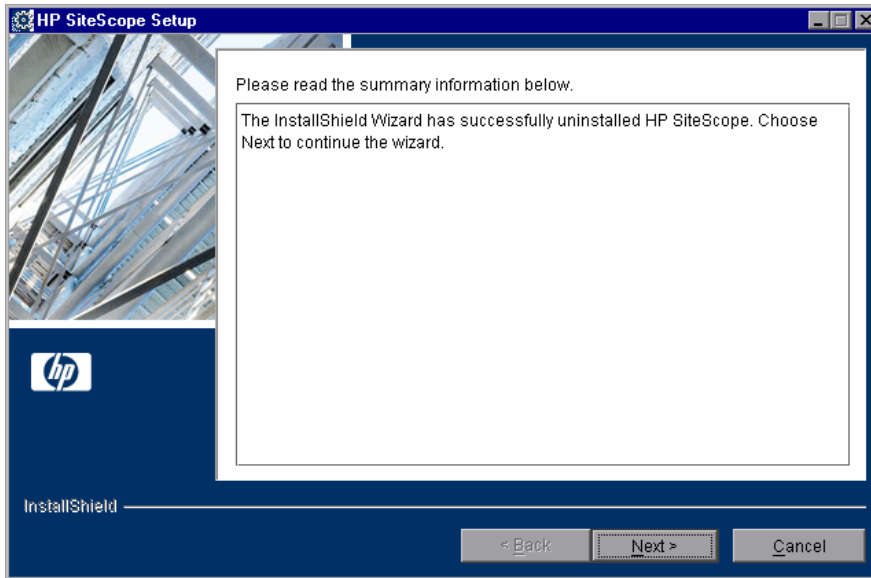 HP SiteScope Setup
Please read the summary information below.
The InstallShield Wizard has successfully uninstalled HP SiteScope. Choose
Next to continue the wizard.
hp
InstallShield
< Back
Next >
Cancel